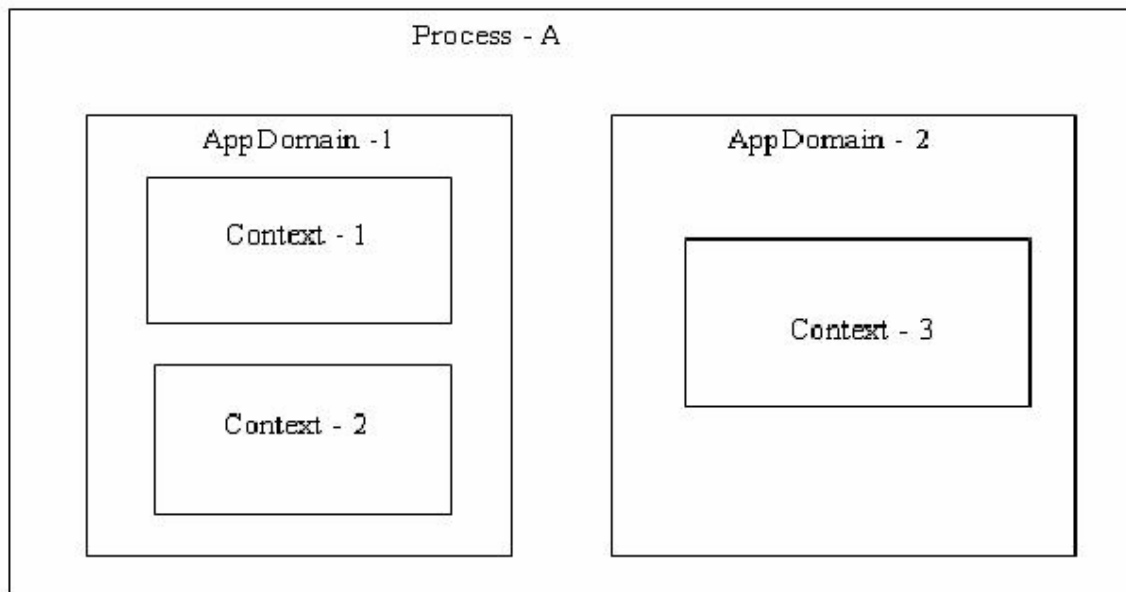 Process - A
AppDomain -1
AppDomain - 2
Context - 1
Context - 3
Context - 2